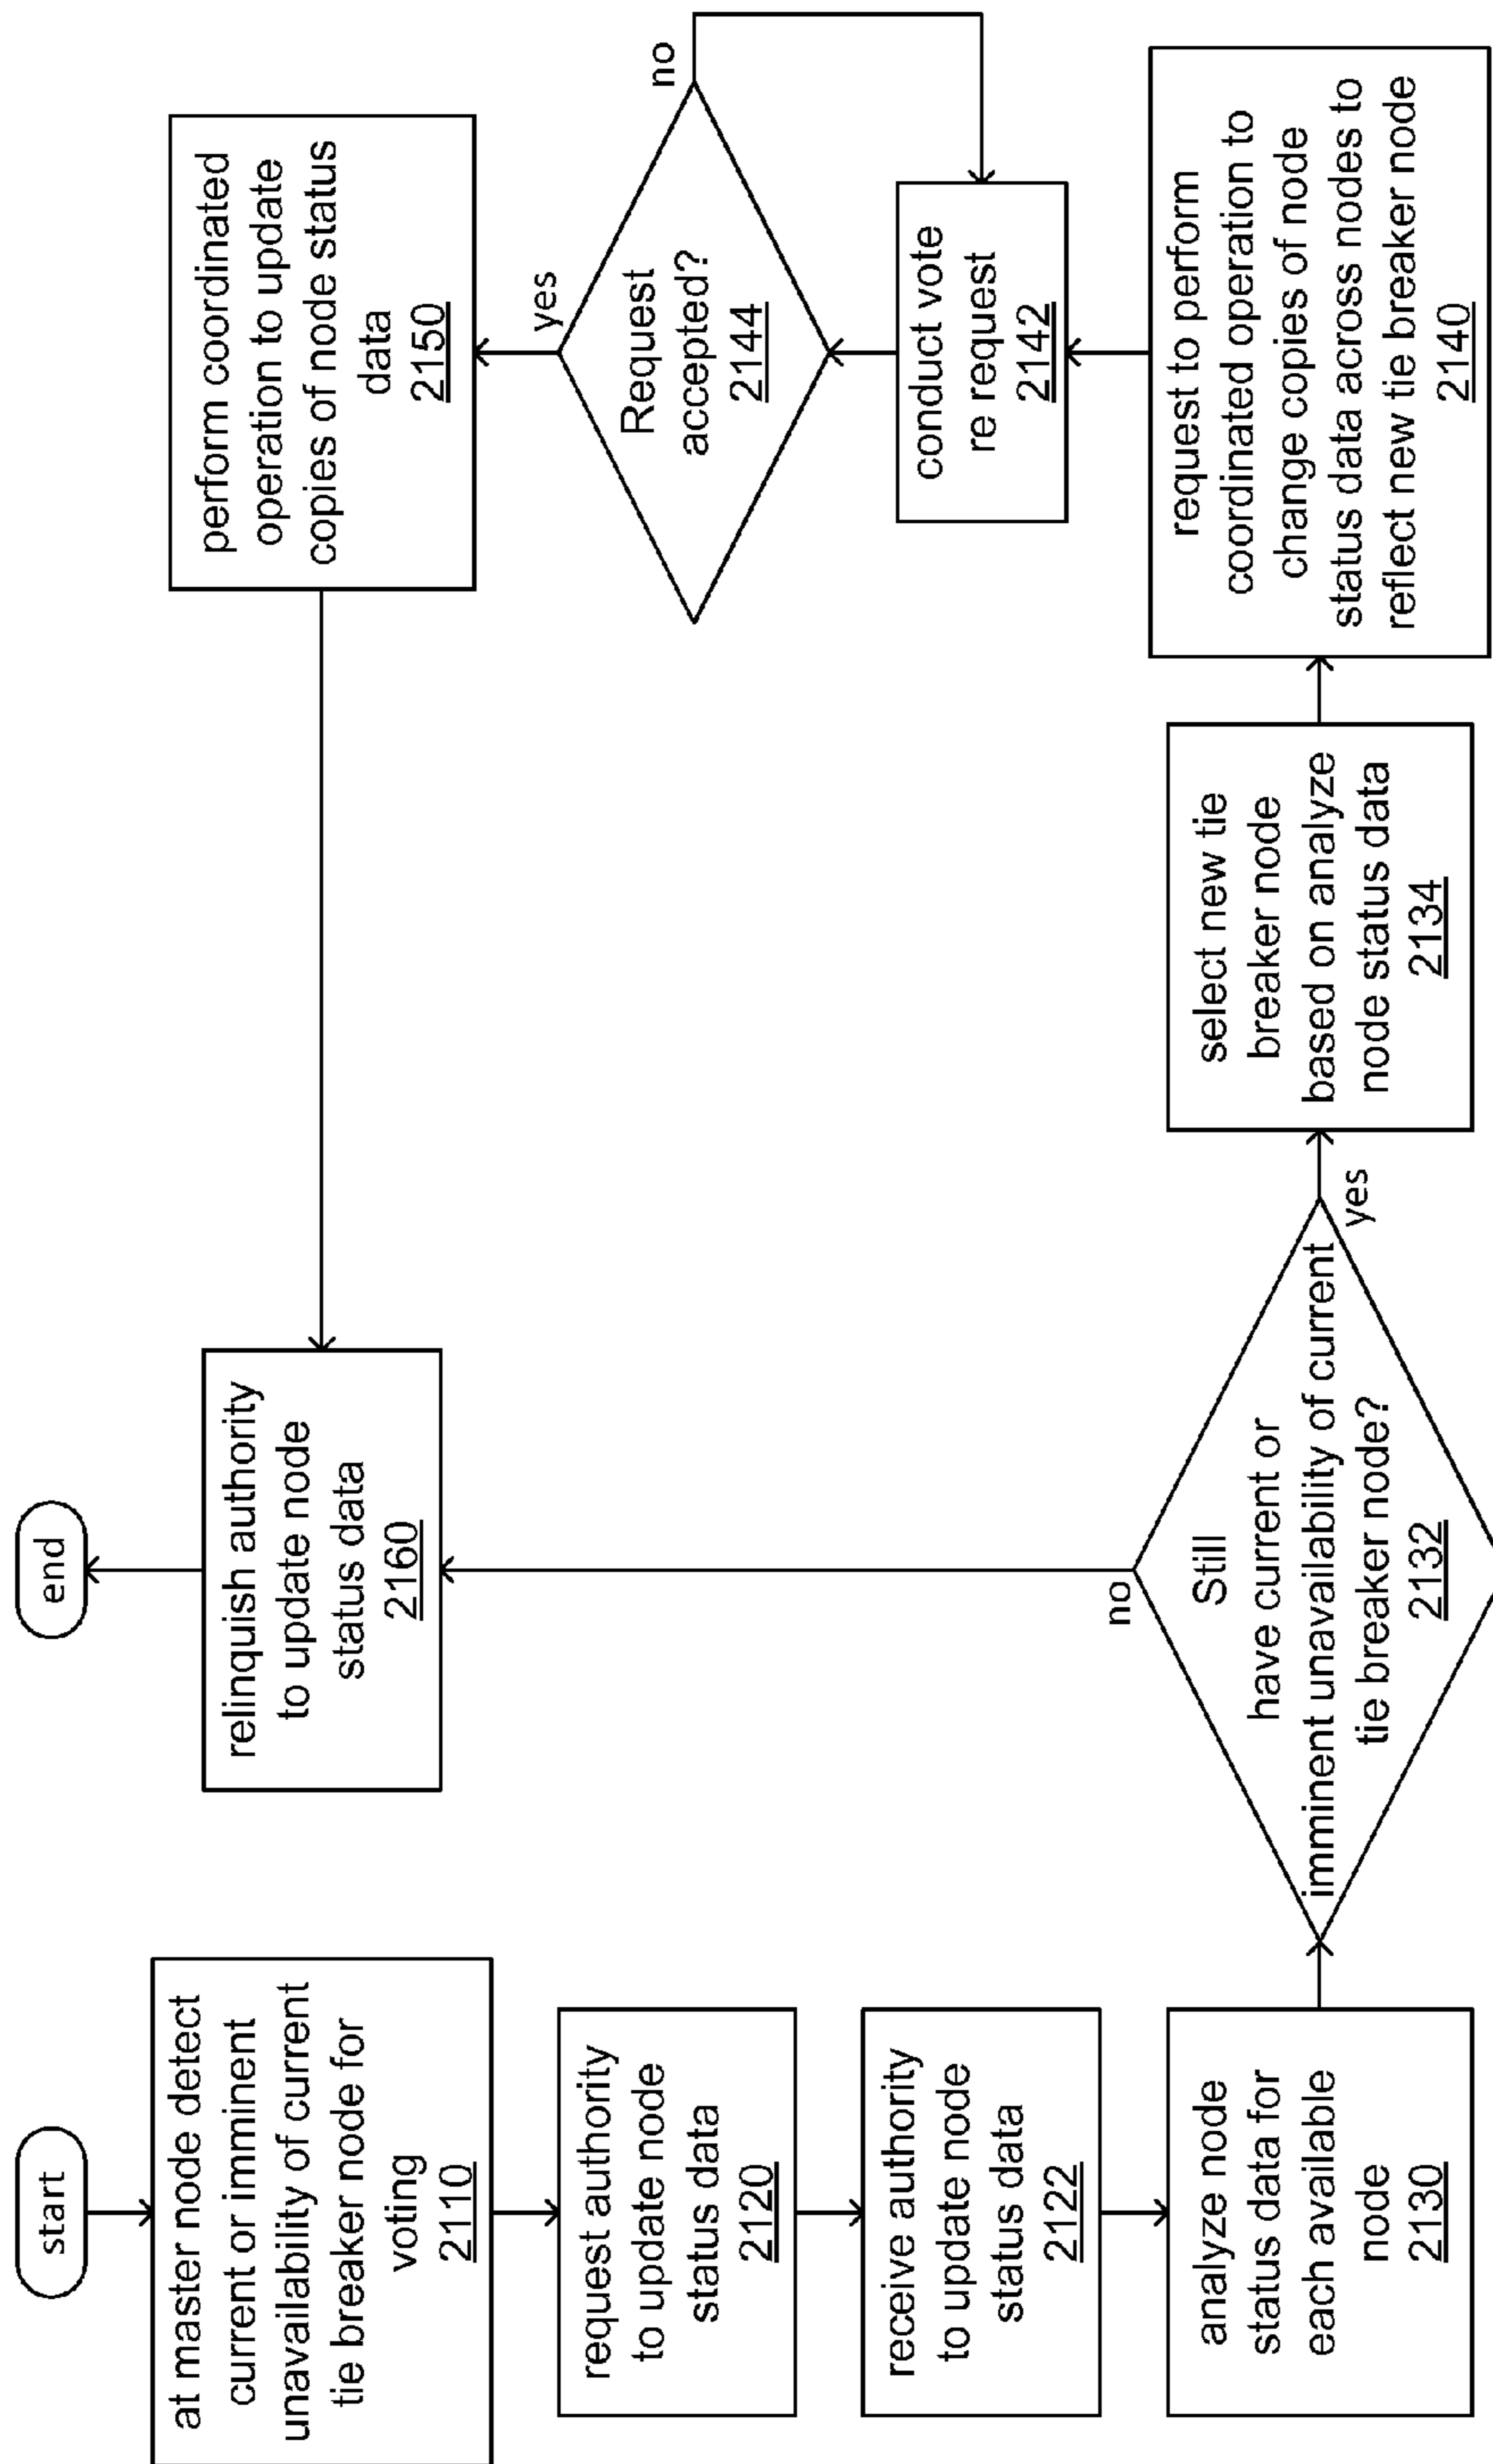 start
at master node detect
current or imminent
unavailability of current
tie breaker node for
voting
2110
request authority
to update node
status data
2120
receive authority
to update node
status data
2122
analyze node
status data for
each available
node
2130
Still
have current or
imminent unavailability of current
tie breaker node?
2132
no
yes
end
relinquish authority
to update node
status data
2160
select new tie
breaker node
based on analyze
node status data
2134
request to perform
coordinated operation to
change copies of node
status data across nodes to
reflect new tie breaker node
2140
conduct vote
re request
2142
Request
accepted?
2144
no
yes
perform coordinated
operation to update
copies of node status
data
2150